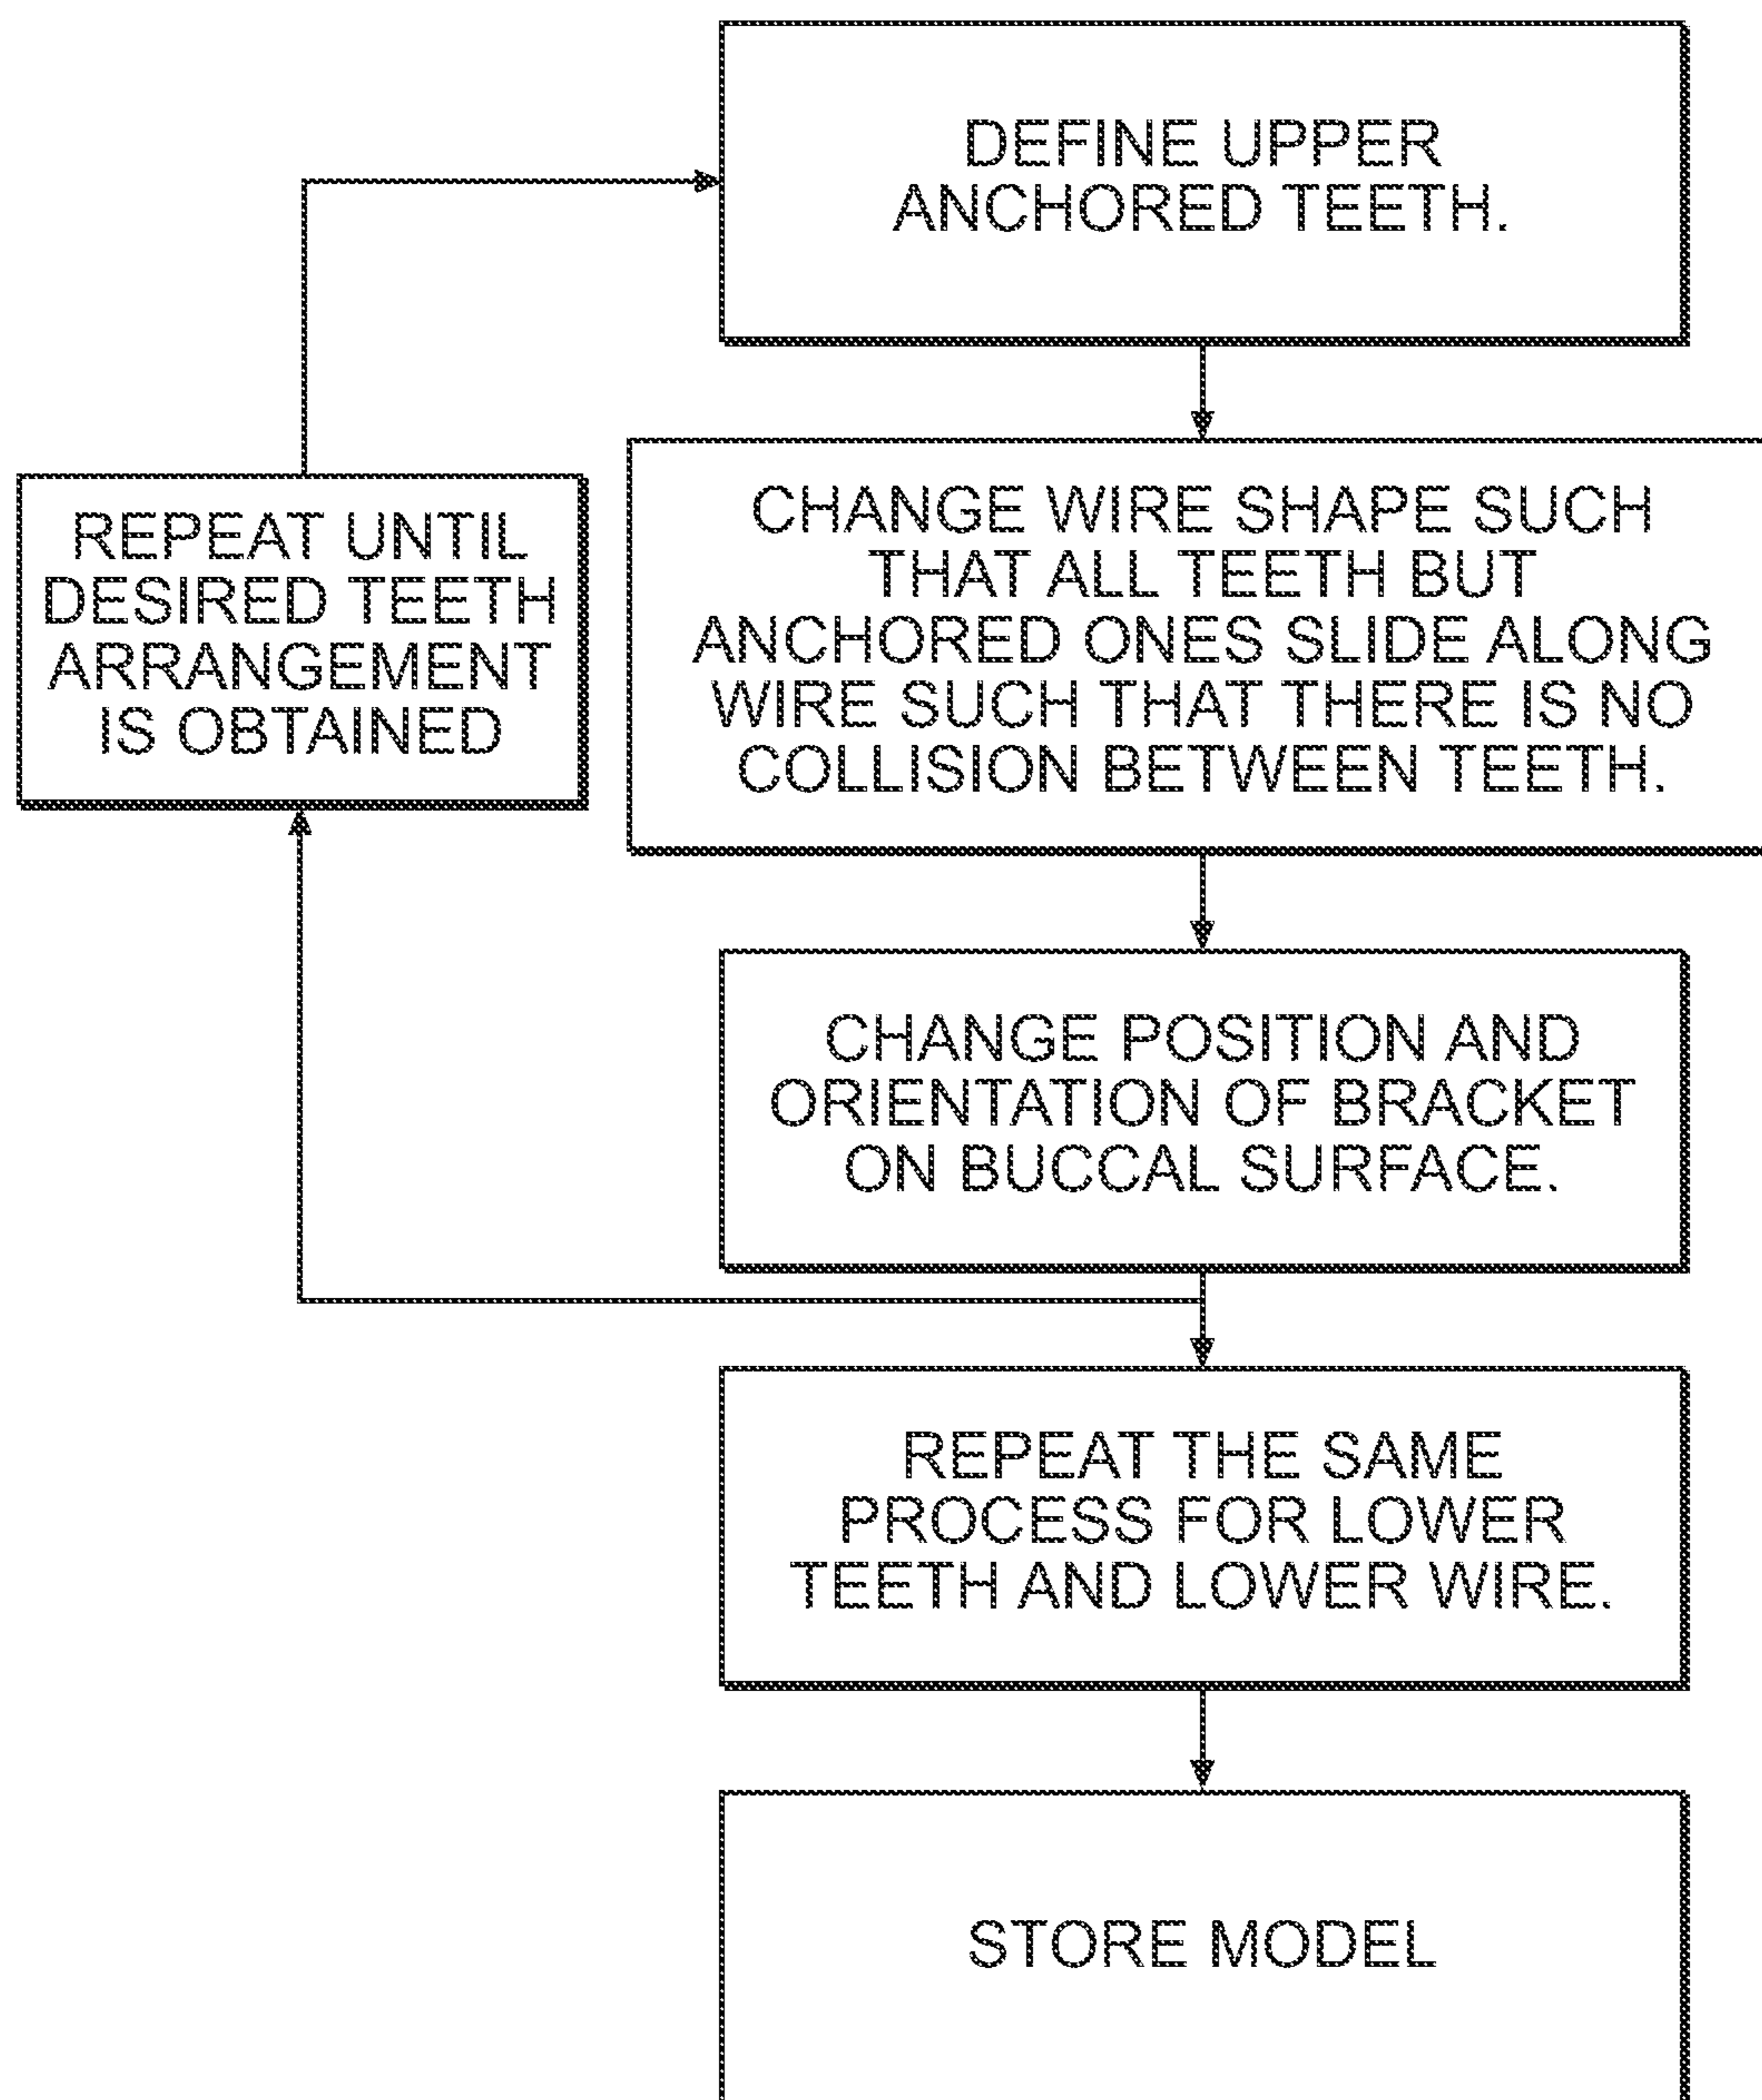 DEFINE UPPER
ANCHORED TEETH.
REPEAT UNTIL
DESIRED TEETH
ARRANGEMENT
IS OBTAINED
CHANGE WIRE SHAPE SUCH
THAT ALL TEETH BUT
ANCHORED ONES SLIDE ALONG
WIRE SUCH THAT THERE IS NO
COLLISION BETWEEN TEETH.
CHANGE POSITION AND
ORIENTATION OF BRACKET
ON BUCCAL SURFACE.
REPEAT THE SAME
PROCESS FOR LOWER
TEETH AND LOWER WIRE.
STORE MODEL